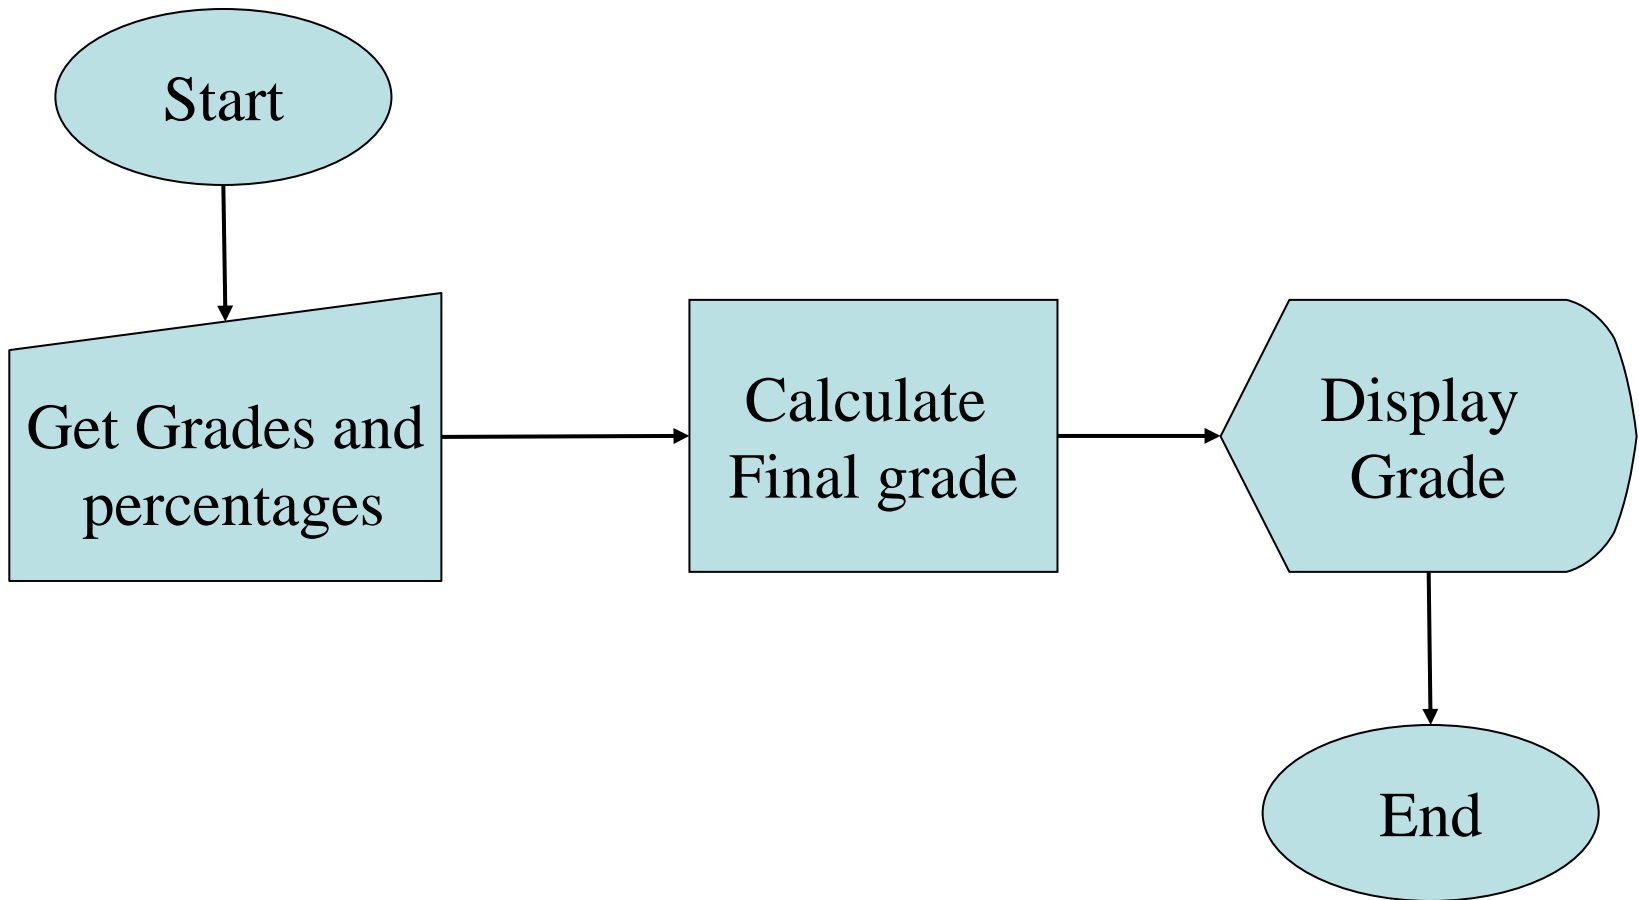 Start
Get Grades and
percentages
Calculate
Final grade
Display
Grade
End